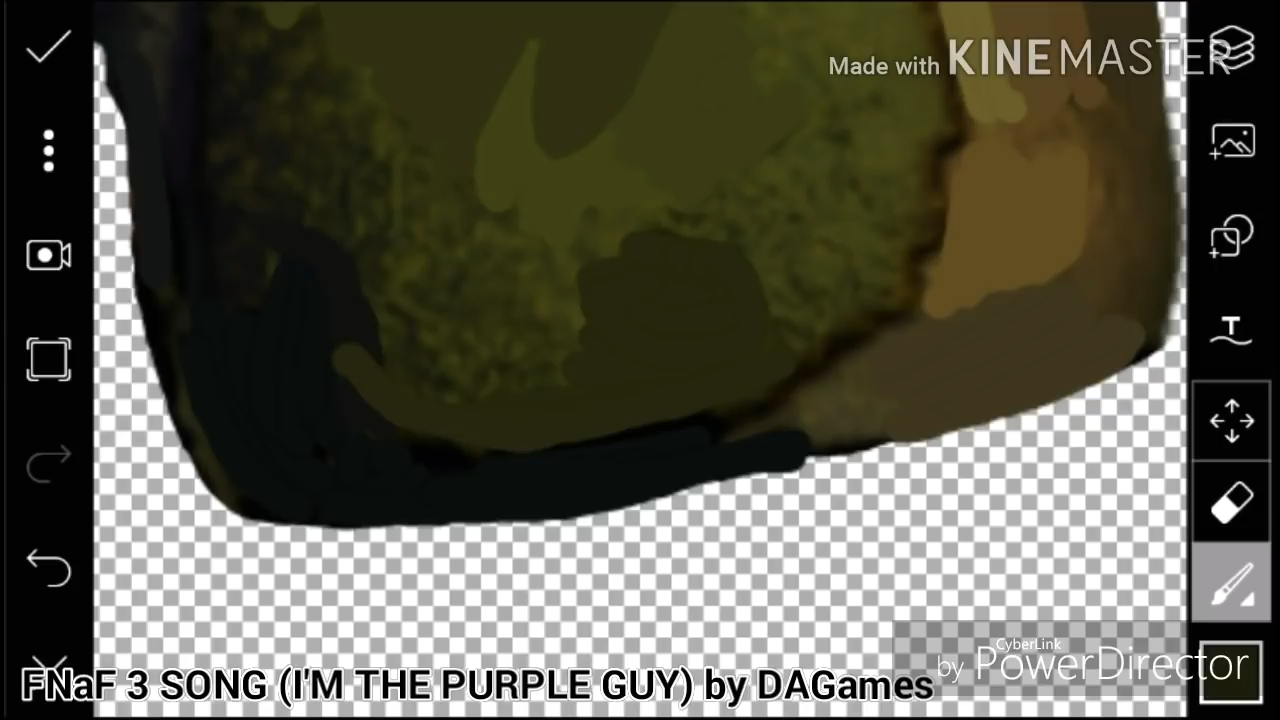 Made with KINEMASTER
CyberLink
by PowerDirector
FNaF 3 SONG (I'M THE PURPLE GUY) by DAGames